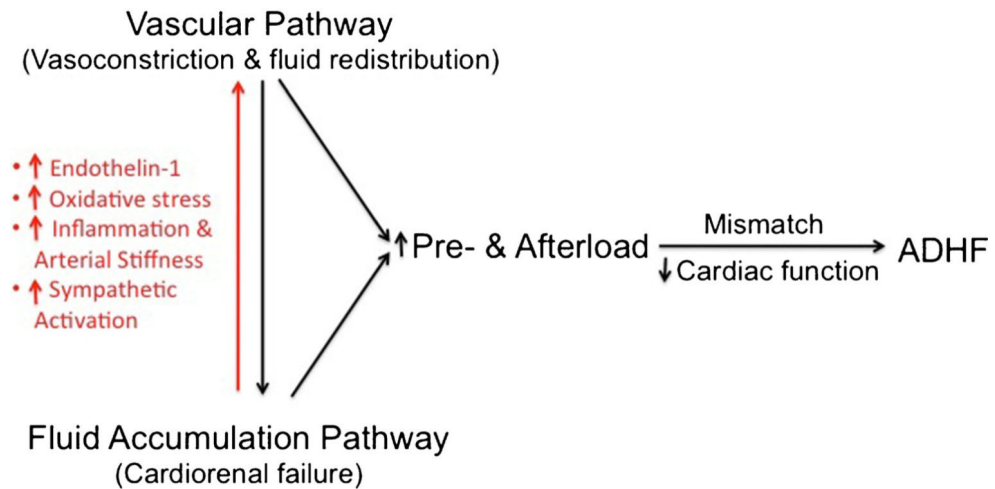 Vascular Pathway
(Vasoconstriction & fluid redistribution)
• ↑ Endothelin-1
• ↑ Oxidative stress
• ↑ Inflammation &
Arterial Stiffness
• ↑ Sympathetic
Activation
↑Pre- & Afterload
Mismatch
↓Cardiac function
ADHF
Fluid Accumulation Pathway
(Cardiorenal failure)